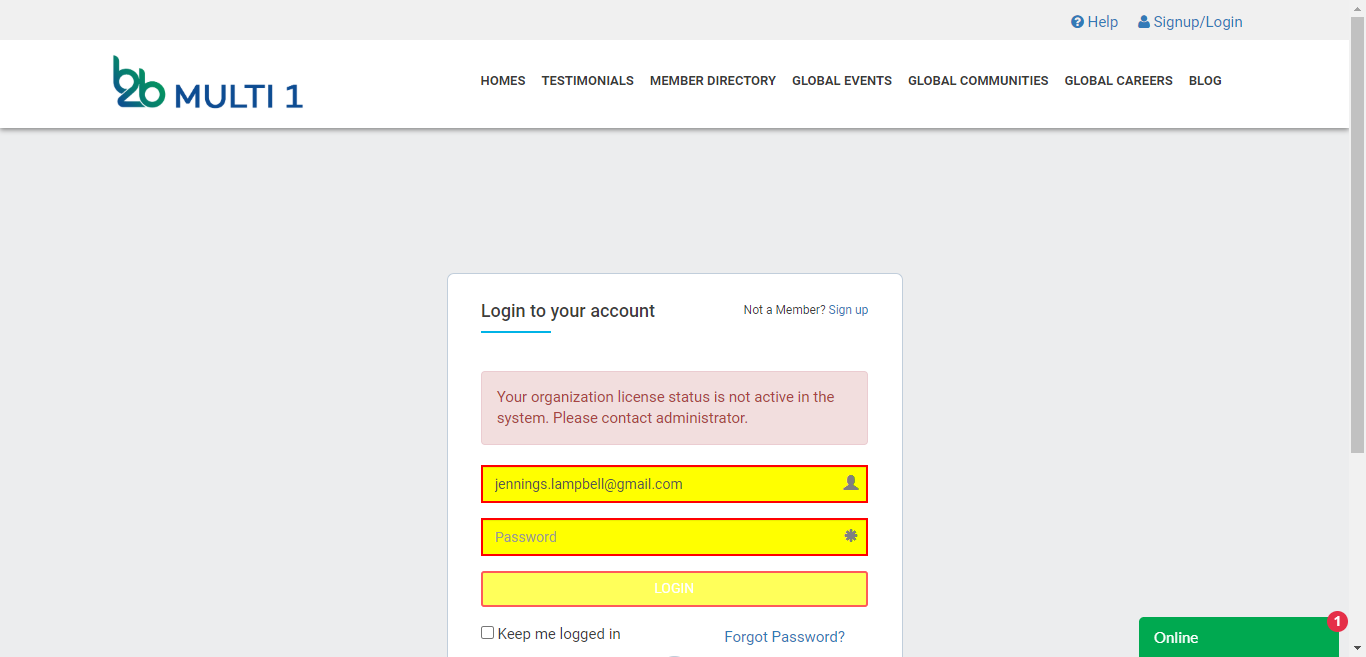 Help
Signup/Login
b2b MULTI 1
HOMES
TESTIMONIALS
MEMBER DIRECTORY
GLOBAL EVENTS
GLOBAL COMMUNITIES
GLOBAL CAREERS
BLOG
Login to your account
Not a Member? Sign up
Your organization license status is not active in the
system. Please contact administrator.
jennings.lampbell@gmail.com
Password
LOGIN
Keep me logged in
Forgot Password?
1
Online